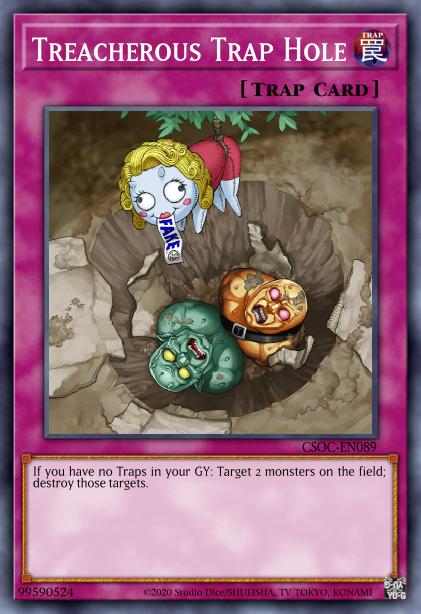 TREACHEROUS TRAP HOLE
TRAP
罠
[TRAP CARD]
FAKE
CSOC-EN089
If you have no Traps in your GY: Target 2 monsters on the field;
destroy those targets.
99590524
©2020 Studio Dice/SHUEISHA, TV TOKYO, KONAMI